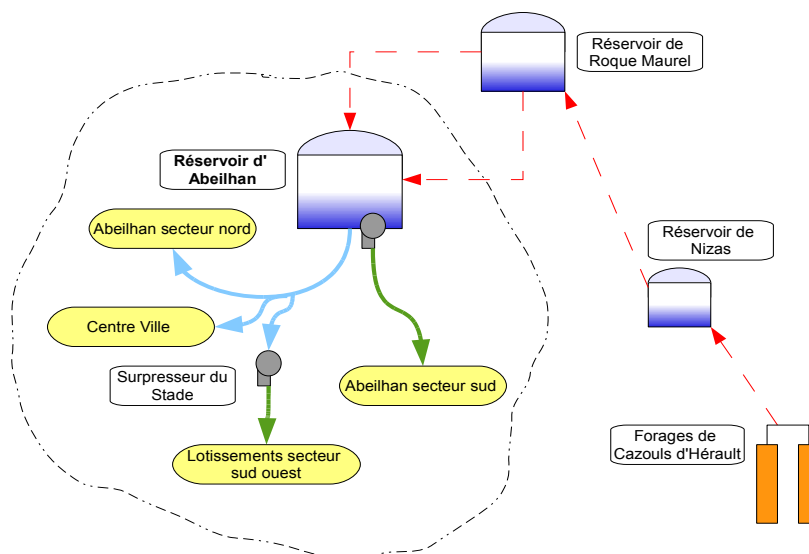 Réservoir de
Roque Maurel
Réservoir d'
Abeilhan
Abeilhan secteur nord
Réservoir de
Nizas
Centre Ville
Surpresseur du
Stade
Abeilhan secteur sud
Forages de
Cazouls d'Hérault
Lotissements secteur
sud ouest